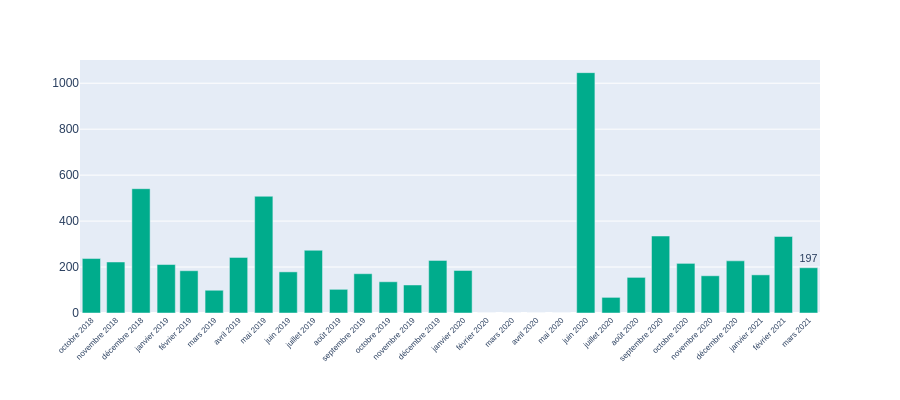 1000
800
600
400
200
0
197
octobre 2018
novembre 2018
décembre 2018
janvier 2019
février 2019
mars 2019
avril 2019
mai 2019
juin 2019
juillet 2019
août 2019
septembre 2019
octobre 2019
novembre 2019
décembre 2019
janvier 2020
février 2020
mars 2020
avril 2020
mai 2020
juin 2020
juillet 2020
août 2020
septembre 2020
octobre 2020
novembre 2020
décembre 2020
janvier 2021
février 2021
mars 2021